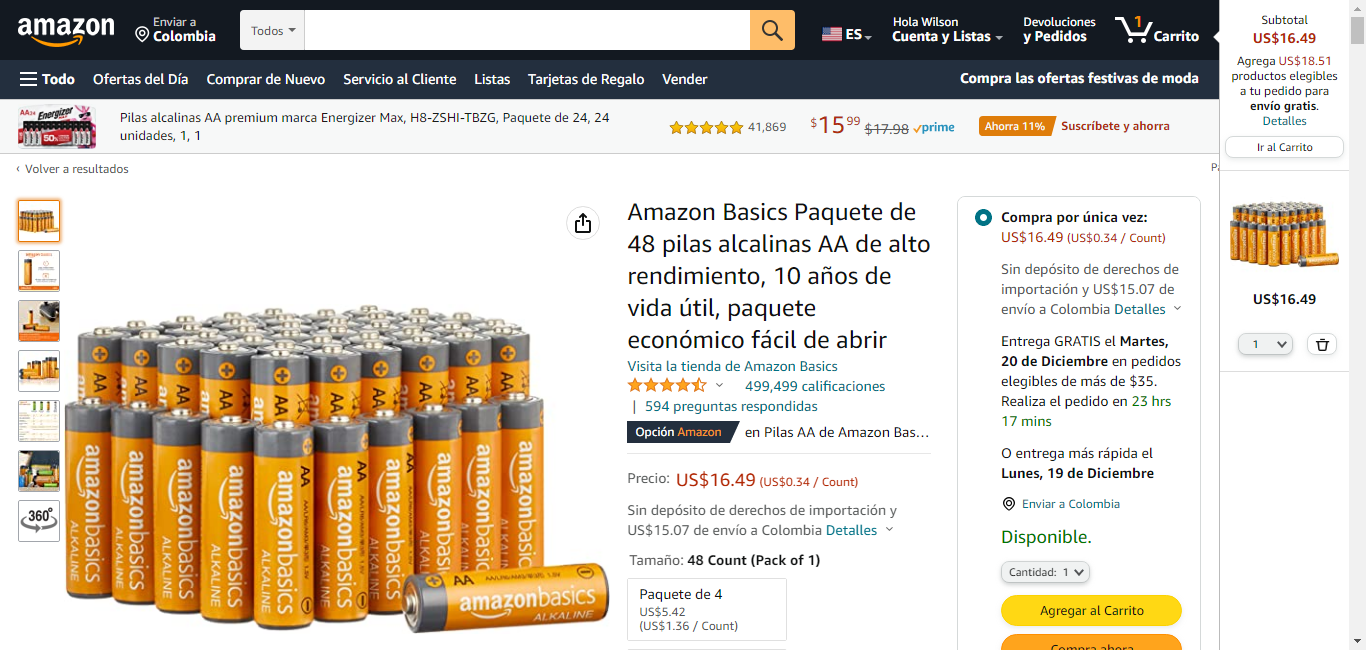 amazon
Enviar a
Colombia
Todos
ES
Hola Wilson
Cuenta y Listas
Devoluciones
y Pedidos
1
Carrito
Todo
Ofertas del Día
Comprar de Nuevo
Servicio al Cliente
Listas
Tarjetas de Regalo
Vender
Compra las ofertas festivas de moda
Energizer
Pilas alcalinas AA premium marca Energizer Max, H8-ZSHI-TBZG, Paquete de 24, 24
unidades, 1, 1
41,869
$1599 $17.98 prime
Ahorra 11%
Suscríbete y ahorra
‹ Volver a resultados
360°
AA
amazonbasics
ALKALINE
Amazon Basics Paquete de
48 pilas alcalinas AA de alto
rendimiento, 10 años de
vida útil, paquete
económico fácil de abrir
Visita la tienda de Amazon Basics
499,499 calificaciones
| 594 preguntas respondidas
Opción Amazon en Pilas AA de Amazon Bas...
Precio: US$16.49 (US$0.34 / Count)
Sin depósito de derechos de importación y
US$15.07 de envío a Colombia Detalles
Tamaño: 48 Count (Pack of 1)
Paquete de 4
US$5.42
(US$1.36 / Count)
Compra por única vez:
US$16.49 (US$0.34 / Count)
Sin depósito de derechos de
importación y US$15.07 de
envío a Colombia Detalles
Entrega GRATIS el Martes,
20 de Diciembre en pedidos
elegibles de más de $35.
Realiza el pedido en 23 hrs
17 mins
O entrega más rápida el
Lunes, 19 de Diciembre
Enviar a Colombia
Disponible.
Cantidad: 1
Agregar al Carrito
Compra ahora
Subtotal
US$16.49
Agrega US$18.51
productos elegibles
a tu pedido para
envío gratis.
Detalles
Ir al Carrito
US$16.49
1